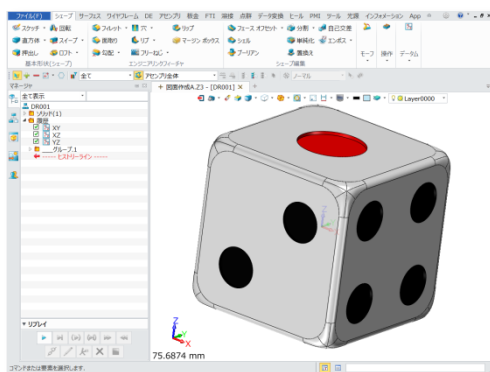 ファイル(F) シェープ サーフェス ワイヤフレーム DE アセンブリ 板金 FTI 溶接 点群 データ変換 ヒール PMI ツール 光源 インフォメーション App
スケッチ 回転 フィレット 穴 ラップ フェース オフセット 分割 自己交差
直方体 スイープ 面取り リブ マージン ボックス シェル 単純化 エンボス
押出し ロフト 勾配 フリーねじ ブーリアン 置換え モーフ 操作 データム
基本形状(シェープ) エンジニアリングフィーチャ シェープ編集
全て アセンブリ全体 ノーマル
マネージャ + 図面作成A.Z3 - [DR001] × +
全て表示 Layer0000
DR001
ソリッド(1)
履歴
XY
XZ
YZ
グループ.1
----- ヒストリーライン -----
リプレイ
Z
Y
X
75.6874 mm
コマンドまたは要素を選択します.